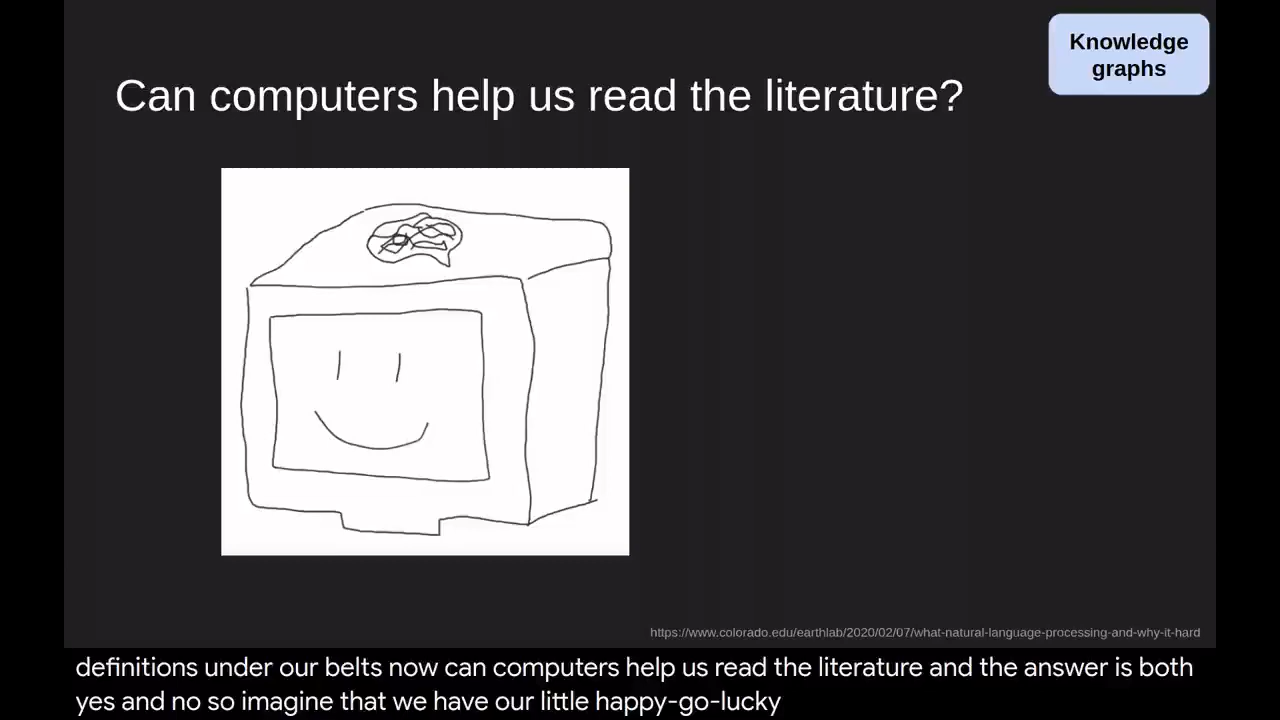 Knowledge
graphs
Can computers help us read the literature?
https://www.colorado.edu/earthlab/2020/02/07/what-natural-language-processing-and-why-it-hard
definitions under our belts now can computers help us read the literature and the answer is both
yes and no so imagine that we have our little happy-go-lucky